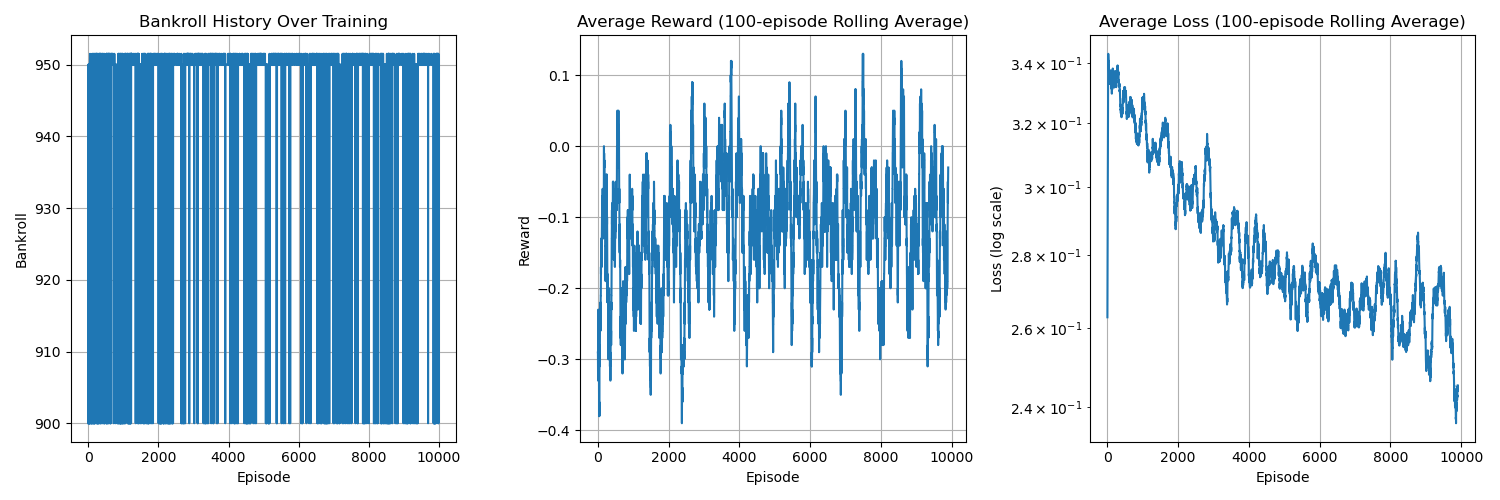 Bankroll History Over Training
Bankroll
950
940
930
920
910
900
0 2000 4000 6000 8000 10000
Episode
Average Reward (100-episode Rolling Average)
Reward
0.1
0.0
−0.1
−0.2
−0.3
−0.4
0 2000 4000 6000 8000 10000
Episode
Average Loss (100-episode Rolling Average)
Loss (log scale)
3.4 × 10⁻¹
3.2 × 10⁻¹
3 × 10⁻¹
2.8 × 10⁻¹
2.6 × 10⁻¹
2.4 × 10⁻¹
0 2000 4000 6000 8000 10000
Episode